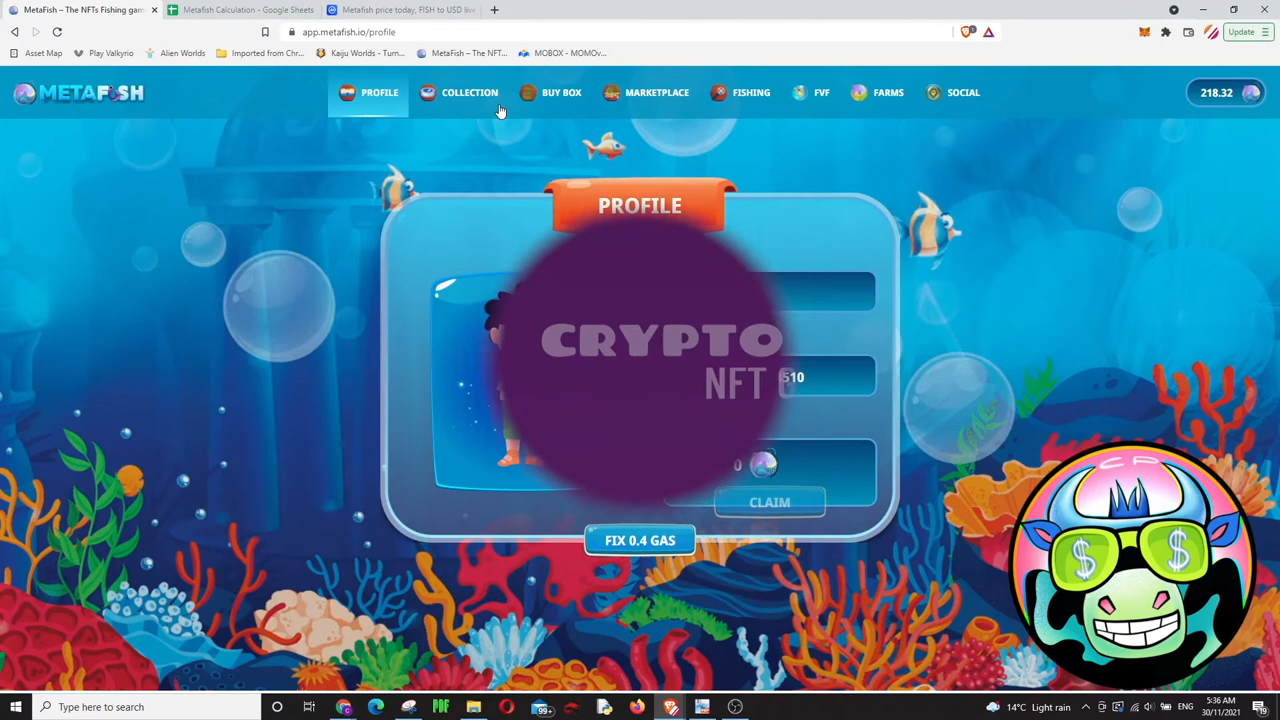 MetaFish – The NFTs Fishing gam
Metafish Calculation - Google Sheets
Metafish price today, FISH to USD live
app.metafish.io/profile
Update
Asset Map
Play Valkyrio
Alien Worlds
Imported from Chr...
Kaiju Worlds - Turn...
MetaFish – The NFT...
MOBOX - MOMOv...
METAFISH
PROFILE
COLLECTION
BUY BOX
MARKETPLACE
FISHING
FVF
FARMS
SOCIAL
218.32
PROFILE
CRYPTO
NFT
510
0
CLAIM
FIX 0.4 GAS
CP
$ $
Type here to search
PDF
99+
14°C Light rain
ENG
5:36 AM
30/11/2021